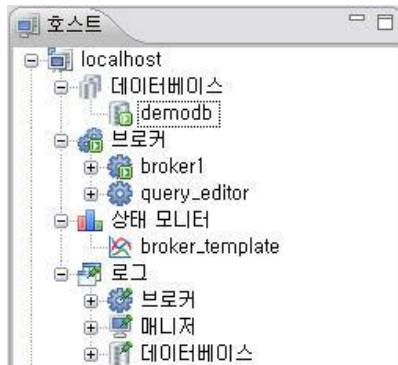 호스트
localhost
데이터베이스
demodb
브로커
broker1
query_editor
상태 모니터
broker_template
로그
브로커
매니저
데이터베이스